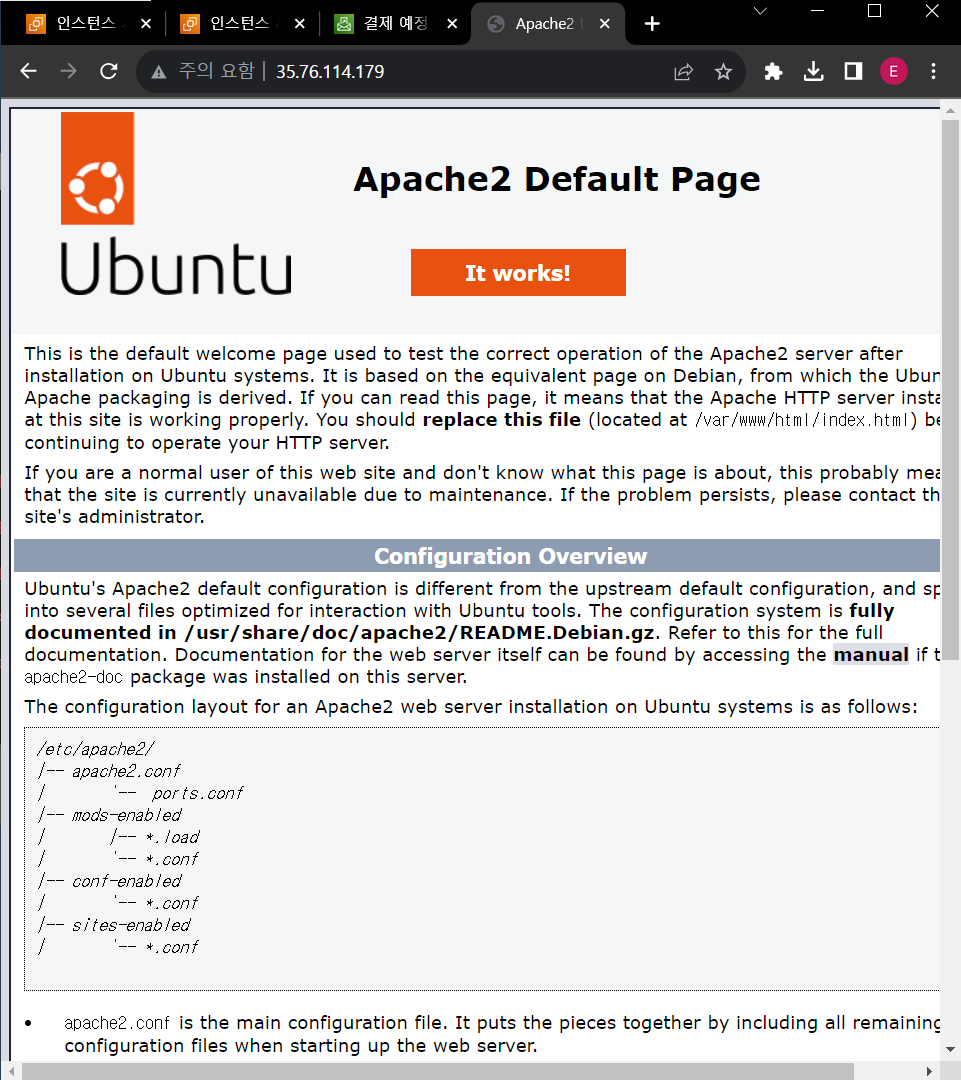 인스턴스
인스턴스
결제 예정
Apache2
주의 요함
35.76.114.179
E
Apache2 Default Page
Ubuntu
It works!
This is the default welcome page used to test the correct operation of the Apache2 server after
installation on Ubuntu systems. It is based on the equivalent page on Debian, from which the Ubun
Apache packaging is derived. If you can read this page, it means that the Apache HTTP server insta
at this site is working properly. You should replace this file (located at /var/www/html/index.html) be
continuing to operate your HTTP server.
If you are a normal user of this web site and don't know what this page is about, this probably mea
that the site is currently unavailable due to maintenance. If the problem persists, please contact th
site's administrator.
Configuration Overview
Ubuntu's Apache2 default configuration is different from the upstream default configuration, and sp
into several files optimized for interaction with Ubuntu tools. The configuration system is fully
documented in /usr/share/doc/apache2/README.Debian.gz. Refer to this for the full
documentation. Documentation for the web server itself can be found by accessing the manual if t
apache2-doc package was installed on this server.
The configuration layout for an Apache2 web server installation on Ubuntu systems is as follows:
/etc/apache2/
|-- apache2.conf
|       `--  ports.conf
|-- mods-enabled
|       |-- *.load
|       `-- *.conf
|-- conf-enabled
|       `-- *.conf
|-- sites-enabled
|       `-- *.conf
• apache2.conf is the main configuration file. It puts the pieces together by including all remaining
configuration files when starting up the web server.